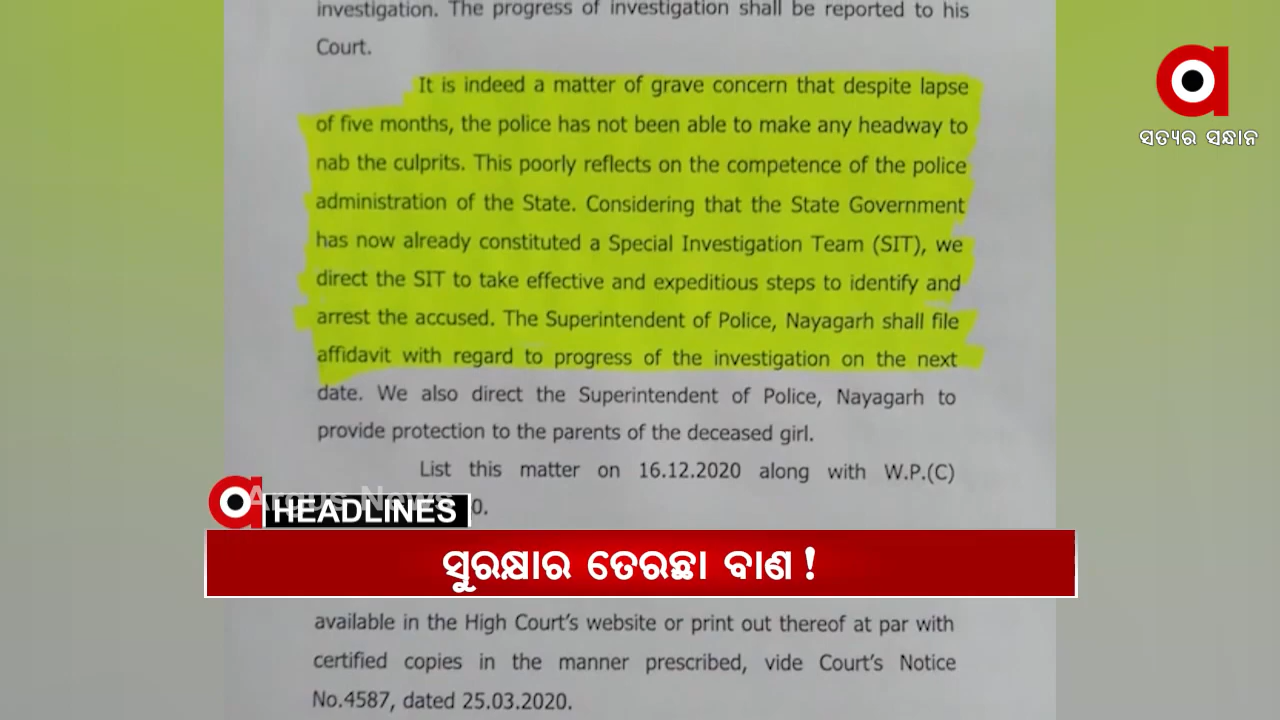 investigation. The progress of investigation shall be reported to his
Court.
It is indeed a matter of grave concern that despite lapse
of five months, the police has not been able to make any headway to
nab the culprits. This poorly reflects on the competence of the police
administration of the State. Considering that the State Government
has now already constituted a Special Investigation Team (SIT), we
direct the SIT to take effective and expeditious steps to identify and
arrest the accused. The Superintendent of Police, Nayagarh shall file
affidavit with regard to progress of the investigation on the next
date. We also direct the Superintendent of Police, Nayagarh to
provide protection to the parents of the deceased girl.
List this matter on 16.12.2020 along with W.P.(C)
0.
ସତ୍ୟର ସନ୍ଧାନ
Argus News
HEADLINES
ସୁରକ୍ଷାର ତେରଛା ବାଣ !
available in the High Court's website or print out thereof at par with
certified copies in the manner prescribed, vide Court's Notice
No.4587, dated 25.03.2020.